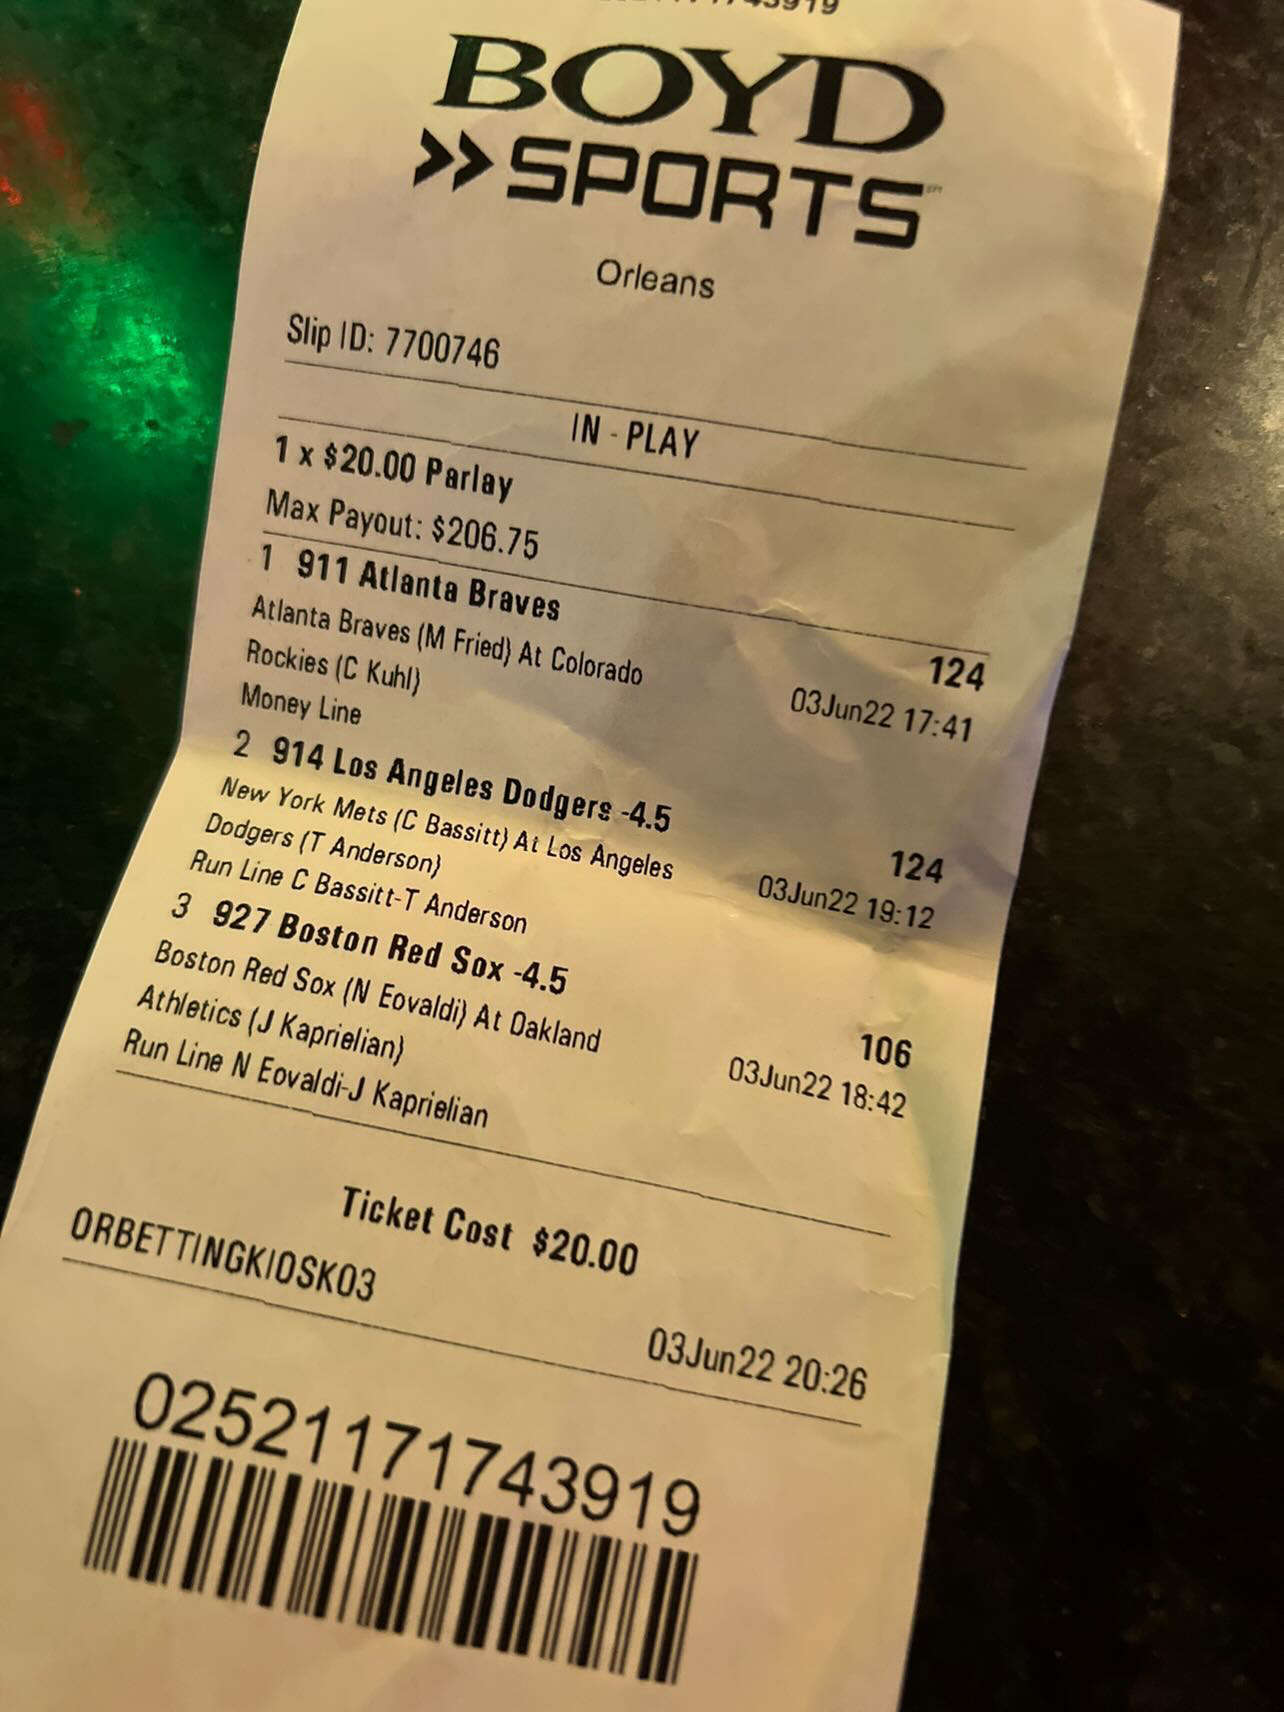 BOYD
SPORTS
Orleans
Slip ID: 7700746
IN - PLAY
1 x $20.00 Parlay
Max Payout: $206.75
1 911 Atlanta Braves 124
Atlanta Braves (M Fried) At Colorado 03Jun22 17:41
Rockies (C Kuhl)
Money Line
2 914 Los Angeles Dodgers -4.5 124
New York Mets (C Bassitt) At Los Angeles 03Jun22 19:12
Dodgers (T Anderson)
Run Line C Bassitt-T Anderson
3 927 Boston Red Sox -4.5 106
Boston Red Sox (N Eovaldi) At Oakland 03Jun22 18:42
Athletics (J Kaprielian)
Run Line N Eovaldi-J Kaprielian
Ticket Cost $20.00
ORBETTINGKIOSK03
03Jun22 20:26
0252117174​3919